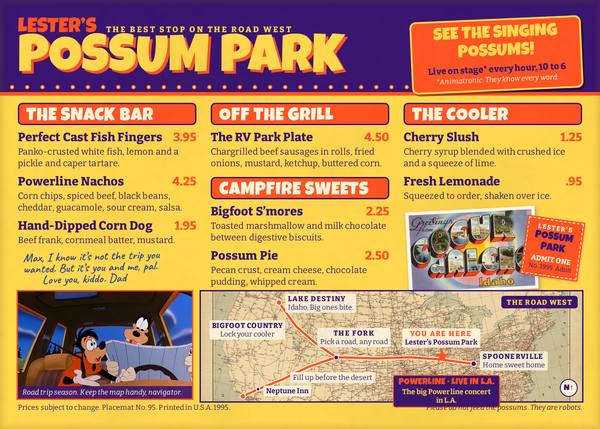 LESTER'S
THE BEST STOP ON THE ROAD WEST
POSSUM PARK
SEE THE SINGING
POSSUMS!
Live on stage* every hour, 10 to 6
*Animatronic. They know every word.
THE SNACK BAR
Perfect Cast Fish Fingers 3.95
Panko-crusted white fish, lemon and a
pickle and caper tartare.
Powerline Nachos 4.25
Corn chips, spiced beef, black beans,
cheddar, guacamole, sour cream, salsa.
Hand-Dipped Corn Dog 1.95
Beef frank, cornmeal batter, mustard.
Max, I know it's not the trip you
wanted. But it's you and me, pal.
Love you, kiddo. Dad
OFF THE GRILL
The RV Park Plate 4.50
Chargrilled beef sausages in rolls, fried
onions, mustard, ketchup, buttered corn.
CAMPFIRE SWEETS
Bigfoot S'mores 2.25
Toasted marshmallow and milk chocolate
between digestive biscuits.
Possum Pie 2.50
Pecan crust, cream cheese, chocolate
pudding, whipped cream.
THE COOLER
Cherry Slush 1.25
Cherry syrup blended with crushed ice
and a squeeze of lime.
Fresh Lemonade .95
Squeezed to order, shaken over ice.
Greetings
from
Idaho
LESTER'S
POSSUM
PARK
ADMIT ONE
No. 1995 Adult
Road trip season. Keep the map handy, navigator.
LAKE DESTINY
Idaho. Big ones bite.
THE ROAD WEST
BIGFOOT COUNTRY
Lock your cooler
THE FORK
Pick a road, any road
YOU ARE HERE
Lester's Possum Park
SPOONERVILLE
Home sweet home
Fill up before the desert
Neptune Inn
POWERLINE · LIVE IN L.A.
The big Powerline concert
in L.A.
N↑
Prices subject to change. Placemat No. 95. Printed in U.S.A. 1995.
Please do not feed the possums. They are robots.